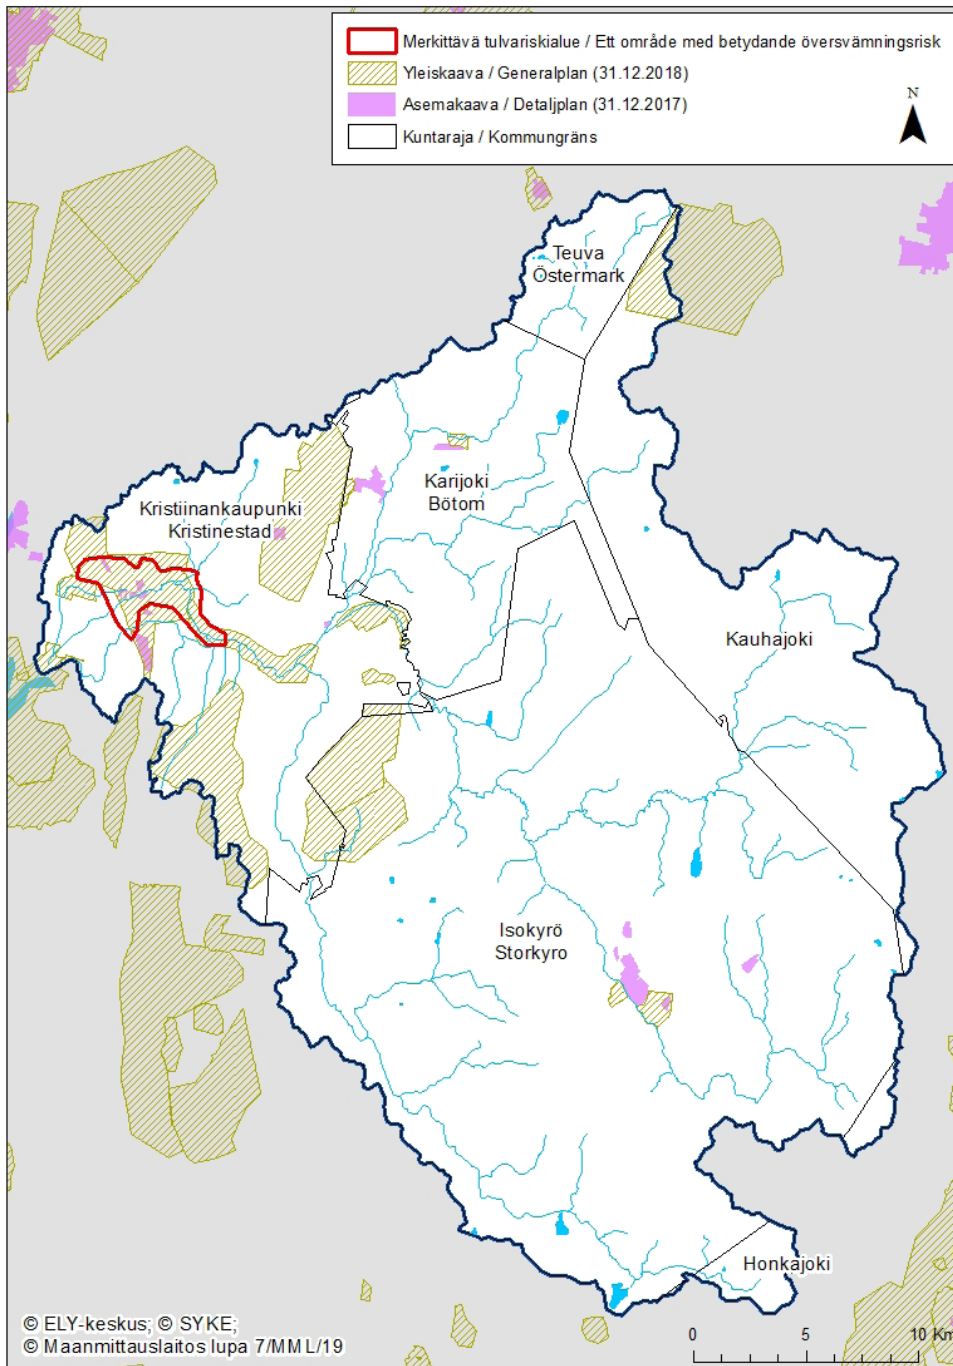 Merkittävä tulvariskialue / Ett område med betydande översvämningsrisk
Yleiskaava / Generalplan (31.12.2018)
Asemakaava / Detaljplan (31.12.2017)
Kuntaraja / Kommungräns
N
Teuva
Östermark
Karijoki
Bötom
Kristiinankaupunki
Kristinestad
Kauhajoki
Isokyrö
Storkyro
Honkajoki
© ELY-keskus; © SYKE;
© Maanmittauslaitos lupa 7/MML/19
0 5 10 Km